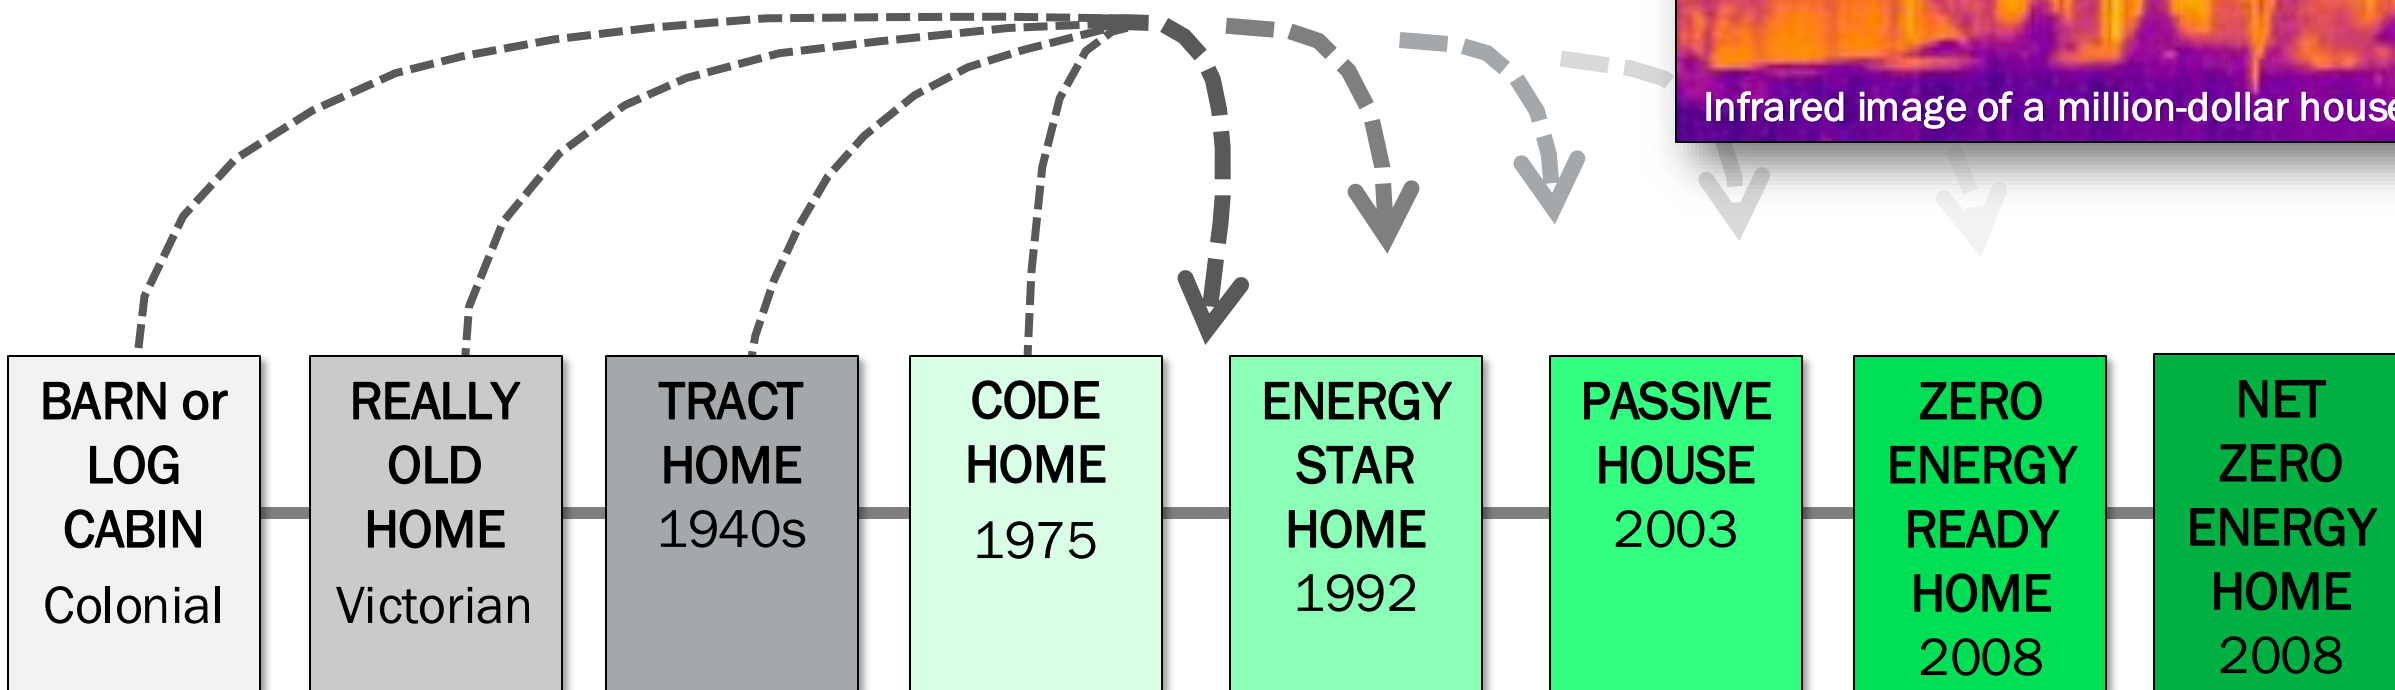 Infrared image of a million-dollar house
BARN or
LOG
CABIN
Colonial
REALLY
OLD
HOME
Victorian
TRACT
HOME
1940s
CODE
HOME
1975
ENERGY
STAR
HOME
1992
PASSIVE
HOUSE
2003
ZERO
ENERGY
READY
HOME
2008
NET
ZERO
ENERGY
HOME
2008